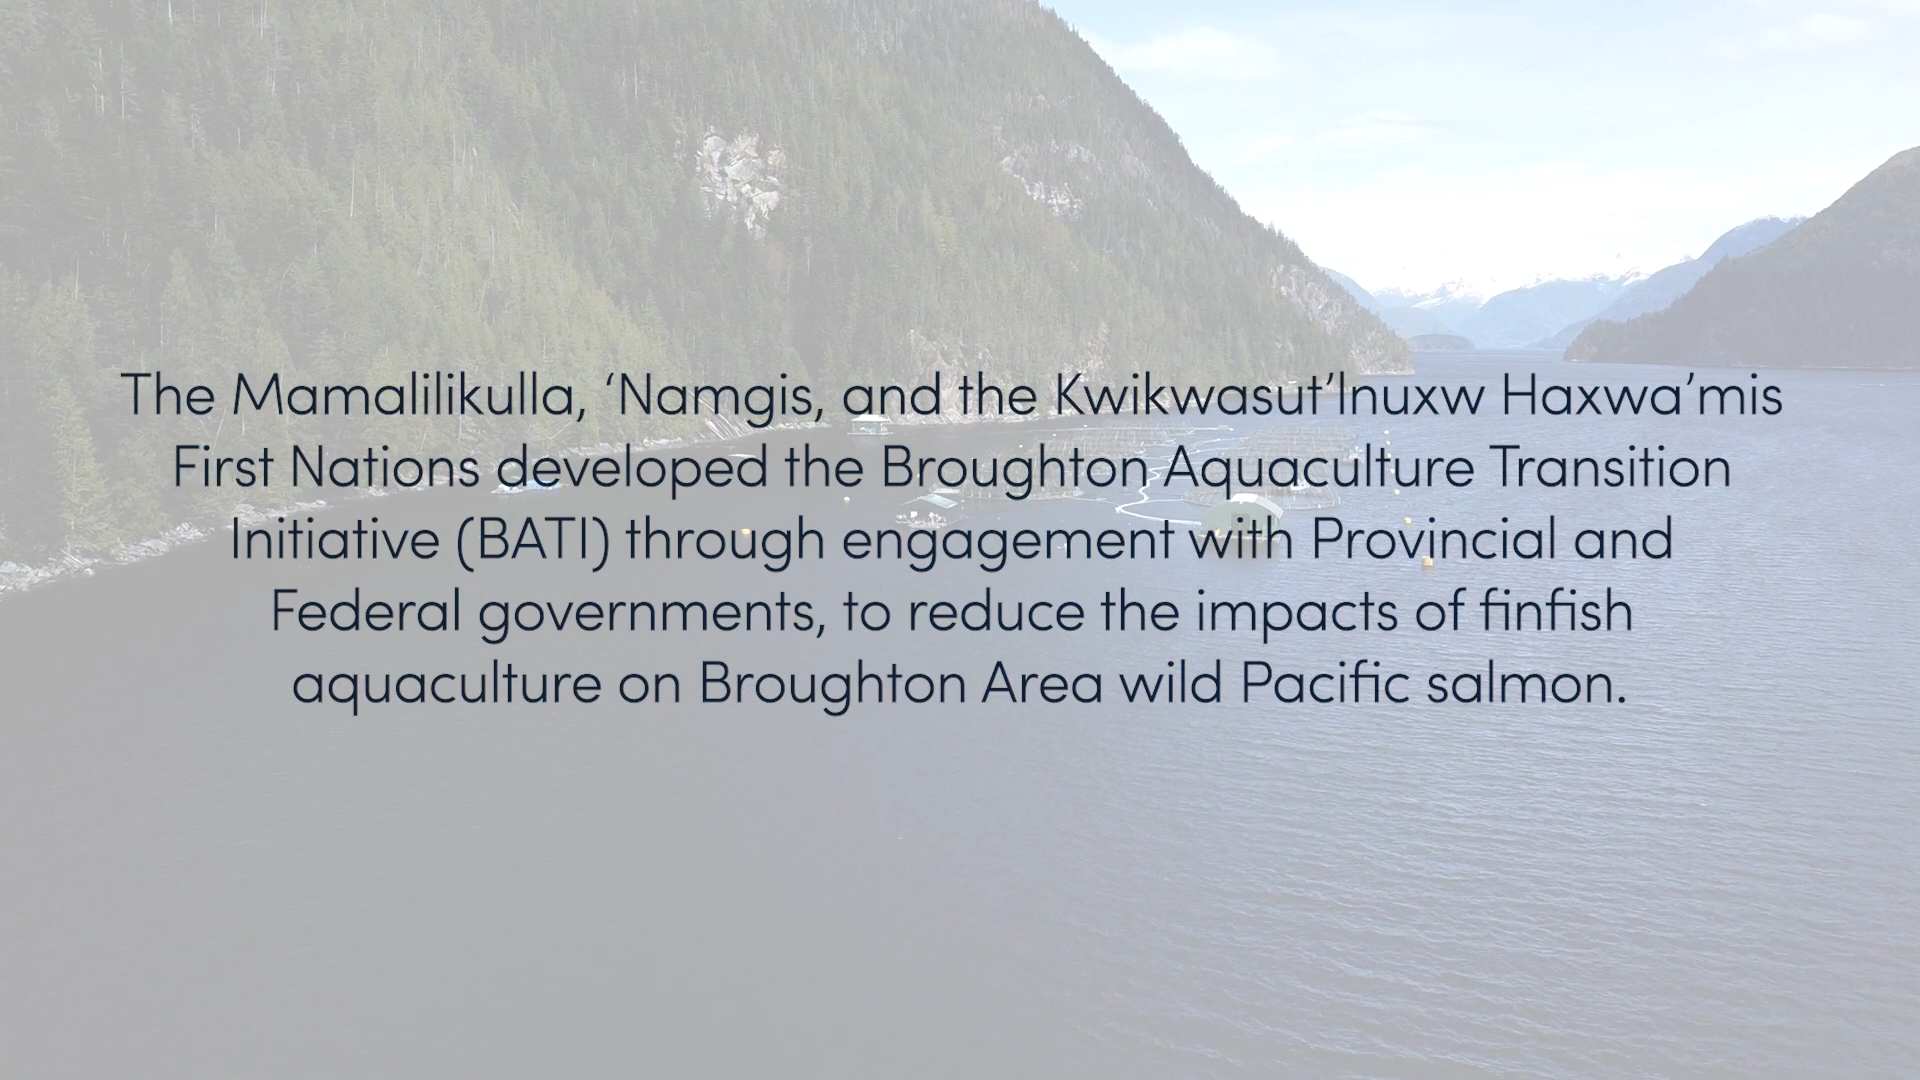 The Mamalilikulla, ‘Namgis, and the Kwikwasut’Inuxw Haxwa’mis
First Nations developed the Broughton Aquaculture Transition
Initiative (BATI) through engagement with Provincial and
Federal governments, to reduce the impacts of finfish
aquaculture on Broughton Area wild Pacific salmon.